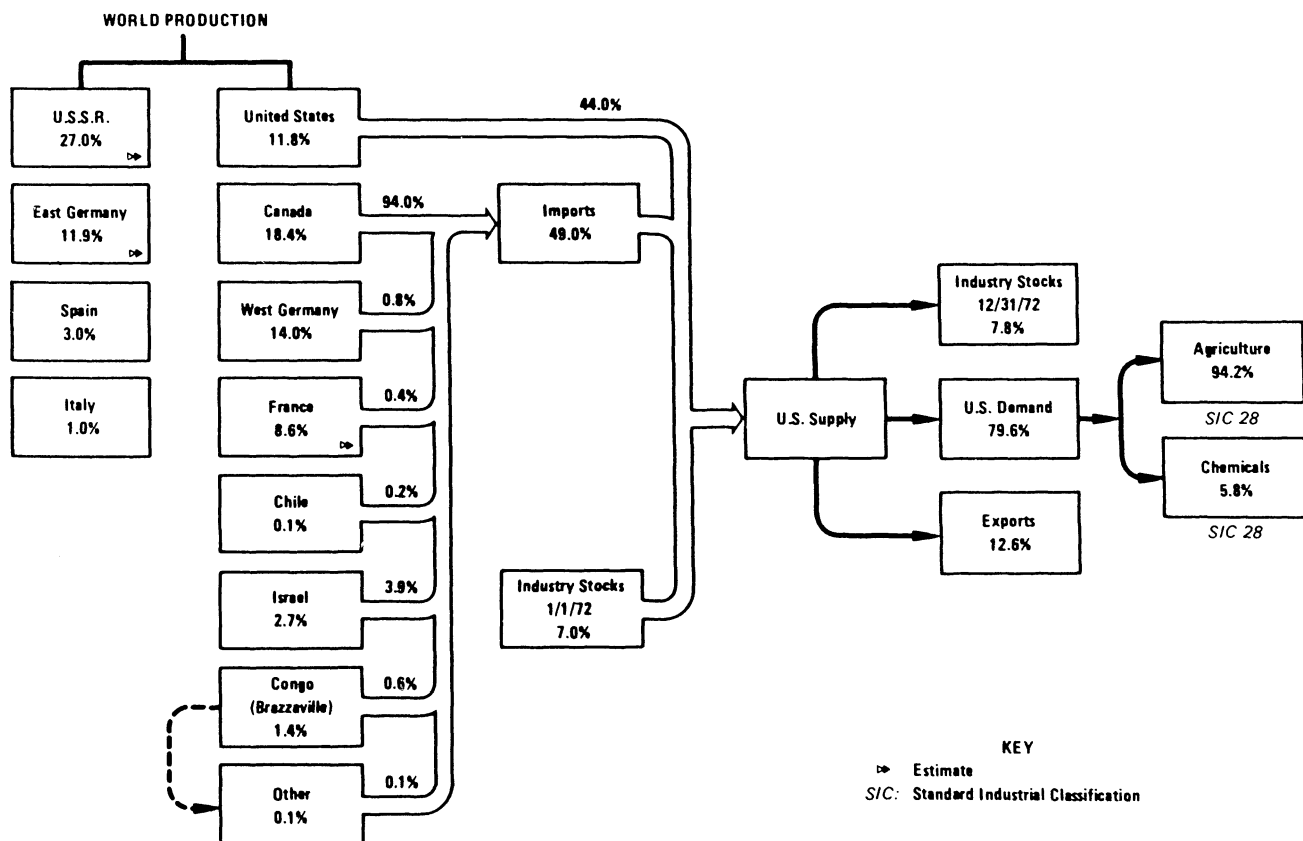 WORLD PRODUCTION
U.S.S.R.
27.0%
East Germany
11.9%
Spain
3.0%
Italy
1.0%
United States
11.8%
44.0%
Canada
18.4%
94.0%
West Germany
14.0%
0.8%
France
8.6%
0.4%
Chile
0.1%
0.2%
Israel
2.7%
3.9%
Congo
(Brazzaville)
1.4%
0.6%
Other
0.1%
0.1%
Imports
49.0%
Industry Stocks
1/1/72
7.0%
U.S. Supply
Industry Stocks
12/31/72
7.8%
U.S. Demand
79.6%
Exports
12.6%
Agriculture
94.2%
SIC 28
Chemicals
5.8%
SIC 28
KEY
Estimate
SIC: Standard Industrial Classification